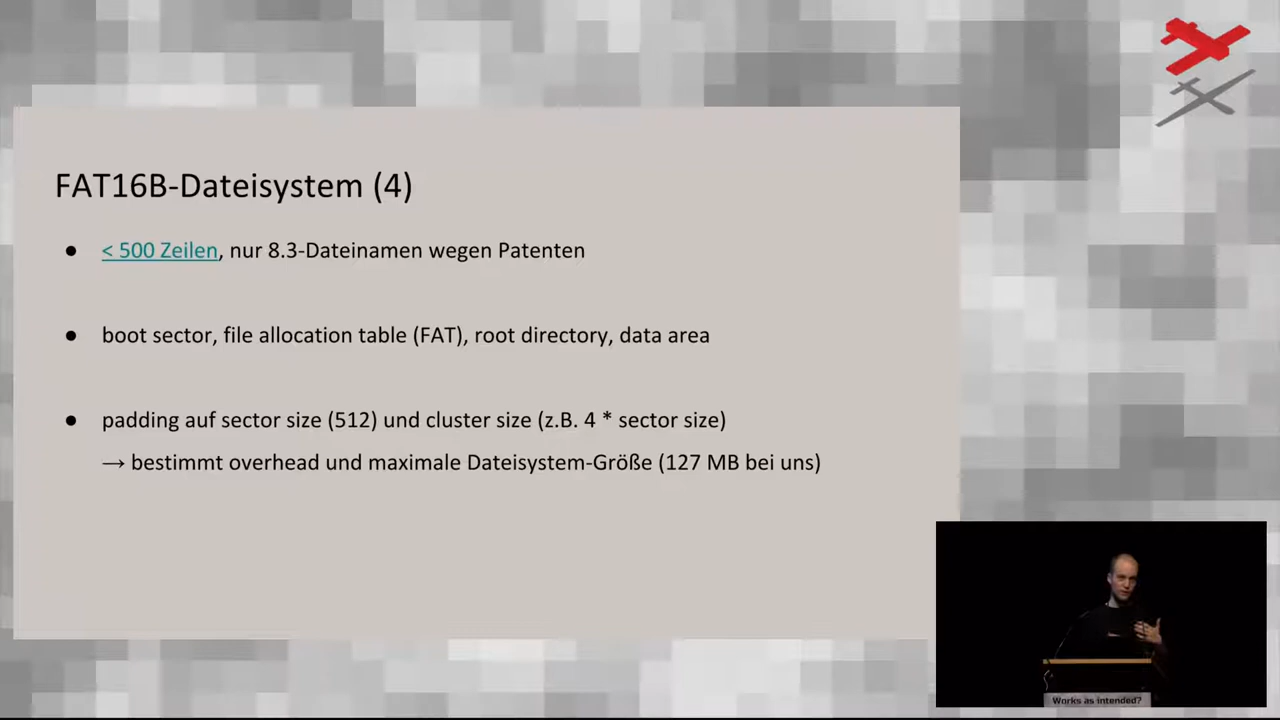 FAT16B-Dateisystem (4)
● < 500 Zeilen, nur 8.3-Dateinamen wegen Patenten
● boot sector, file allocation table (FAT), root directory, data area
● padding auf sector size (512) und cluster size (z.B. 4 * sector size)
→ bestimmt overhead und maximale Dateisystem-Größe (127 MB bei uns)
Works as intended?